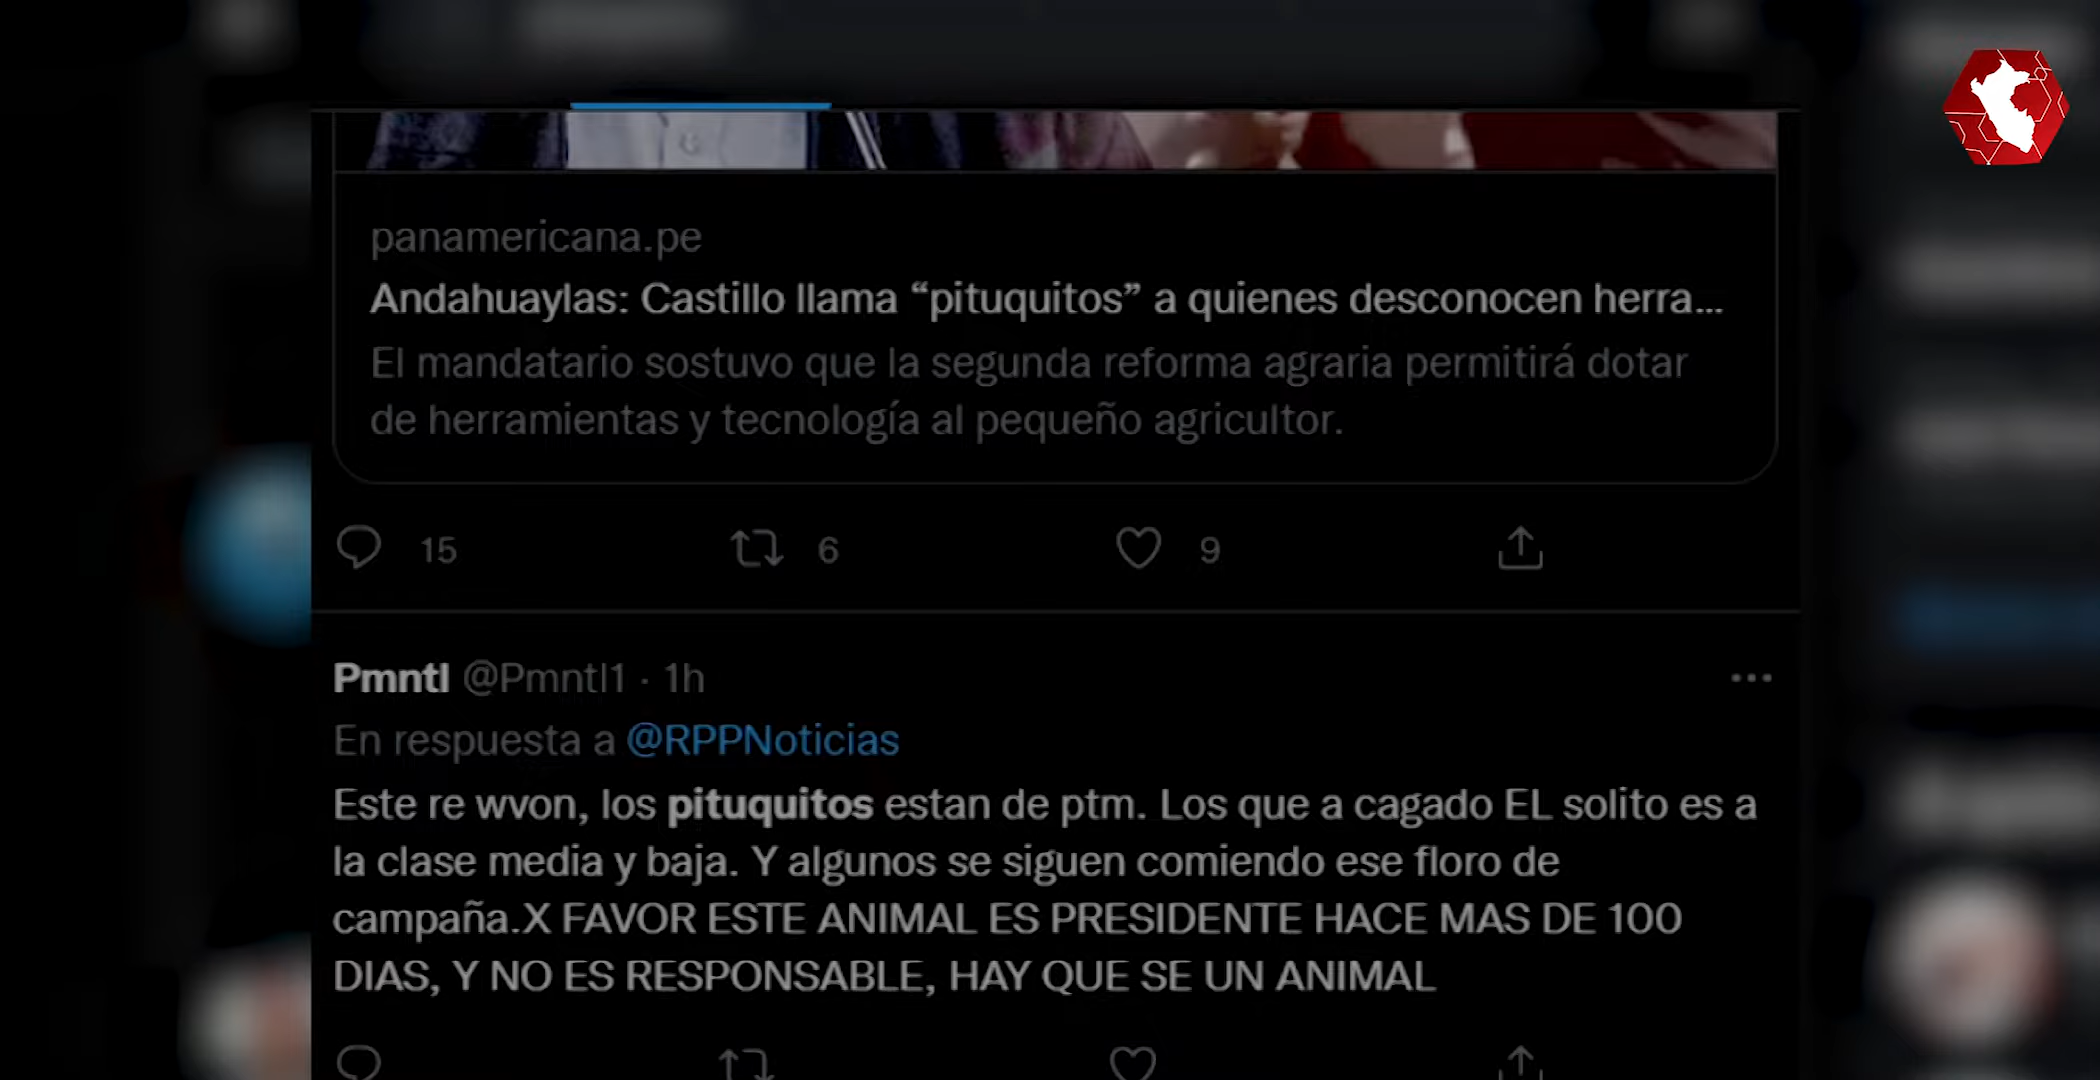 panamericana.pe
Andahuaylas: Castillo llama “pituquitos” a quienes desconocen herra...
El mandatario sostuvo que la segunda reforma agraria permitirá dotar
de herramientas y tecnología al pequeño agricultor.
15 6 9
Pmntl @Pmntl1 · 1h
En respuesta a @RPPNoticias
Este re wvon, los pituquitos estan de ptm. Los que a cagado EL solito es a
la clase media y baja. Y algunos se siguen comiendo ese floro de
campaña.X FAVOR ESTE ANIMAL ES PRESIDENTE HACE MAS DE 100
DIAS, Y NO ES RESPONSABLE, HAY QUE SE UN ANIMAL